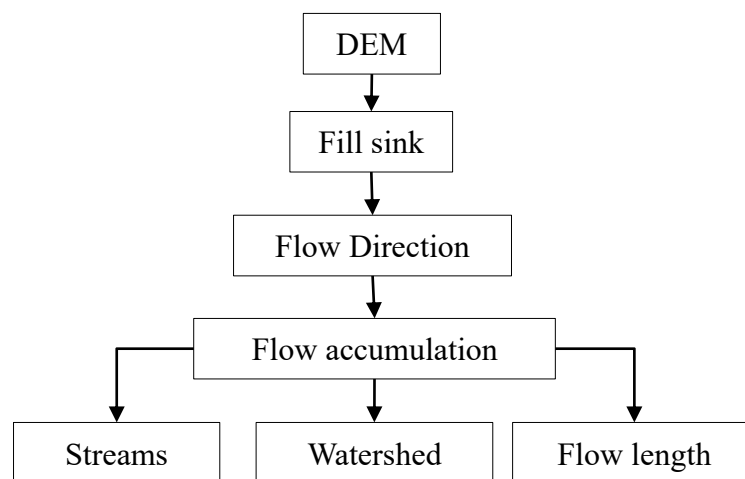 DEM
Fill sink
Flow Direction
Flow accumulation
Streams
Watershed
Flow length